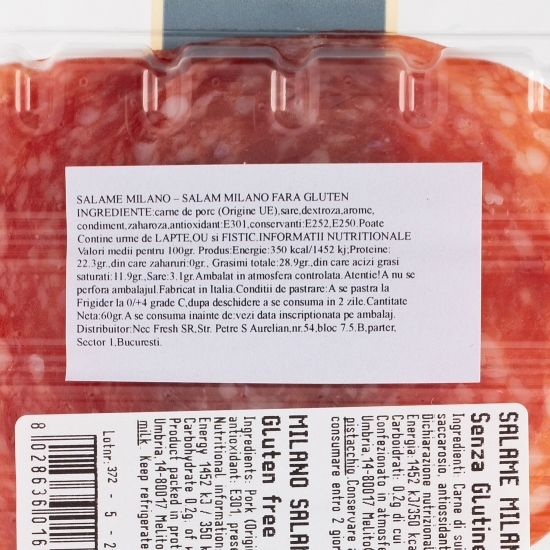 SALAME MILANO – SALAM MILANO FARA GLUTEN
INGREDIENTE:carne de porc (Origine UE),sare,dextroza,arome,
condiment,zaharoza,antioxidant:E301,conservanti:E252,E250.Poate
Contine urme de LAPTE,OU si FISTIC.INFORMATII NUTRITIONALE
Valori medii pentru 100gr. Produs:Energie:350 kcal/1452 kj;Proteine:
22.3gr.,din care zaharuri:0gr., Grasimi totale:28.9gr.,din care acizi grasi
saturati:11.9gr.,Sare:3.1gr.Ambalat in atmosfera controlata.Atentie!A nu se
perfora ambalajul.Fabricat in Italia.Conditii de pastrare:A se pastra la
Frigider la 0/+4 grade C,dupa deschidere a se consuma in 2 zile.Cantitate
Neta:60gr.A se consuma inainte de:vezi data inscriptionata pe ambalaj.
Distribuitor:Nec Fresh SR,Str. Petre S Aurelian,nr.54,bloc 7.5.B,parter,
Sector 1,Bucuresti.
SALAME MILA
Senza Glutine
Ingredienti: Carne di su
saccarosio, antiossidant
Dichiarazione nutrizional
Energia: 1452 kJ/350 kca
Carboidrati: 0.2g di cui
Confezionato in atmosfe
Umbria,14-80017 Melito
pistacchio.Conservare a
consumare entro 2 gior
MILANO SALAM
Gluten free
Ingredients: Pork (Origi
antioxidant: E301, prese
Nutritional Information:
Energy 1452 kJ / 350 k
Carbohydrate 0.2g, of w
Product packed in prot
Umbria,14-80017 Melito
milk. Keep refrigerate
Lotnr.:372 - 5 - 2
8 028636 016